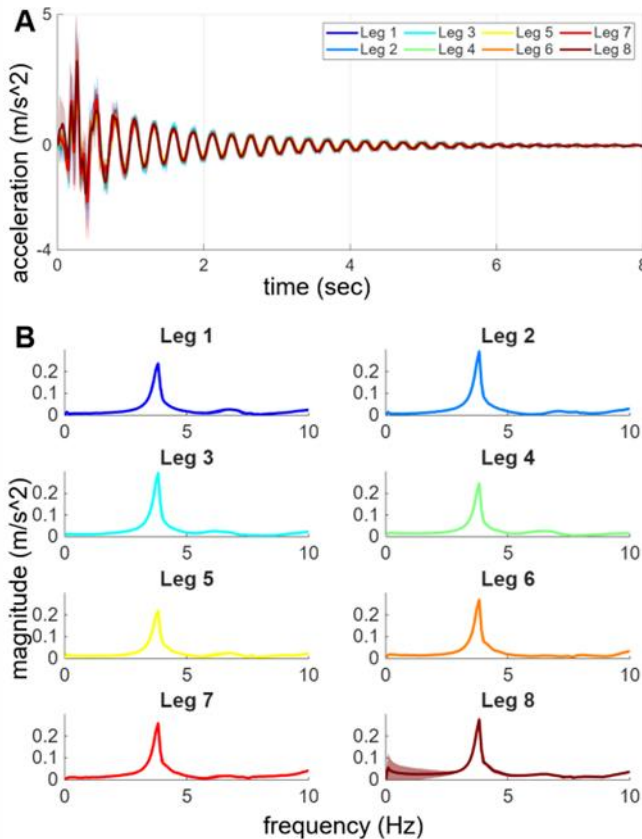 A
5
Leg 1 Leg 3 Leg 5 Leg 7
Leg 2 Leg 4 Leg 6 Leg 8
acceleration (m/s^2)
0
-4
0 2 4 6 8
time (sec)
B
Leg 1 Leg 2
0.2 0.2
0.1 0.1
0 0
0 5 10 0 5 10
Leg 3 Leg 4
0.2 0.2
0.1 0.1
0 0
0 5 10 0 5 10
magnitude (m/s^2)
Leg 5 Leg 6
0.2 0.2
0.1 0.1
0 0
0 5 10 0 5 10
Leg 7 Leg 8
0.2 0.2
0.1 0.1
0 0
0 5 10 0 5 10
frequency (Hz)